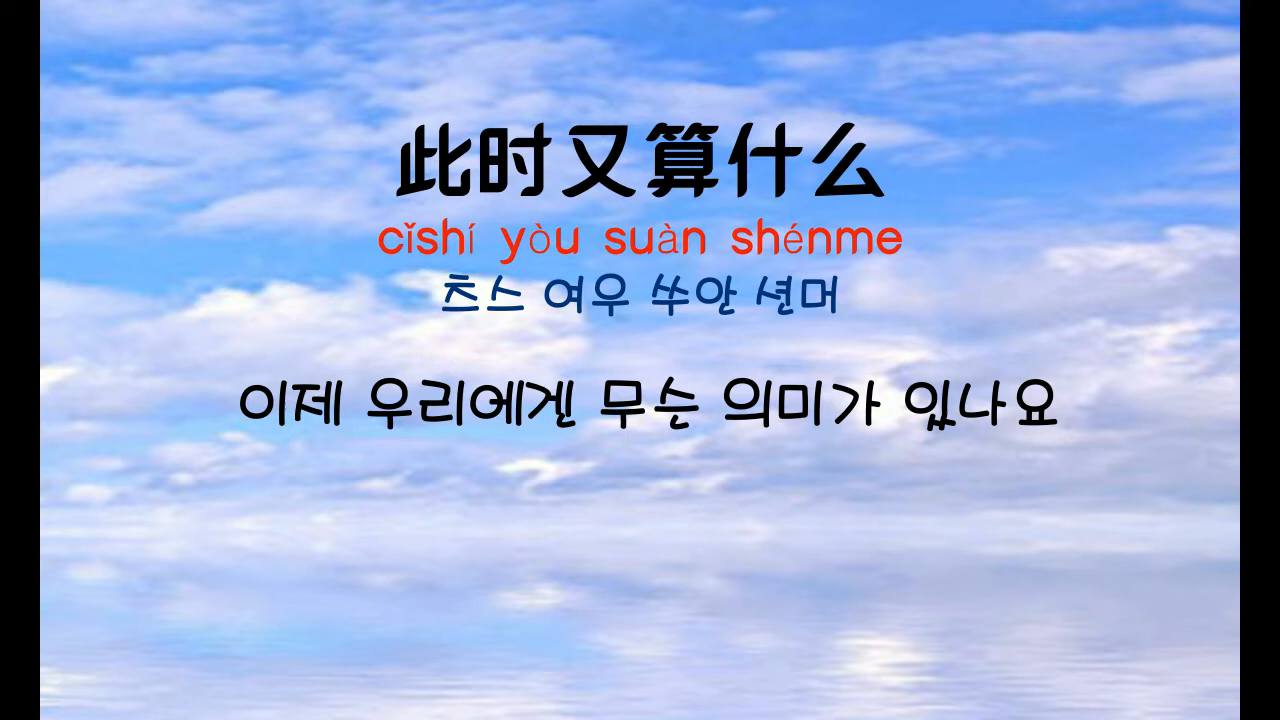 此时又算什么
cǐshí yòu suàn shénme
츠스 여우 쑤안 션머
이제 우리에겐 무슨 의미가 있나요